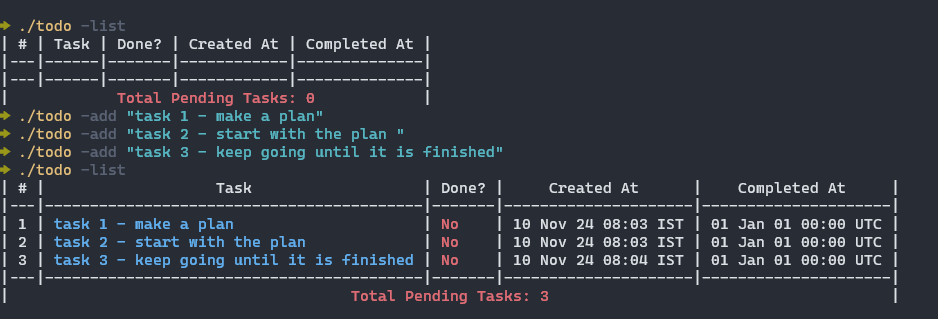 ➜ ./todo -list
| # | Task | Done? | Created At | Completed At |
|---|------|-------|------------|--------------|
|---|------|-------|------------|--------------|
|            Total Pending Tasks: 0            |
➜ ./todo -add "task 1 - make a plan"
➜ ./todo -add "task 2 - start with the plan "
➜ ./todo -add "task 3 - keep going until it is finished"
➜ ./todo -list
| # |                   Task                   | Done? |     Created At      |    Completed At     |
|---|------------------------------------------|-------|---------------------|---------------------|
| 1 | task 1 - make a plan                     | No    | 10 Nov 24 08:03 IST | 01 Jan 01 00:00 UTC |
| 2 | task 2 - start with the plan             | No    | 10 Nov 24 08:03 IST | 01 Jan 01 00:00 UTC |
| 3 | task 3 - keep going until it is finished | No    | 10 Nov 24 08:04 IST | 01 Jan 01 00:00 UTC |
|---|------------------------------------------|-------|---------------------|---------------------|
|                                      Total Pending Tasks: 3                                      |